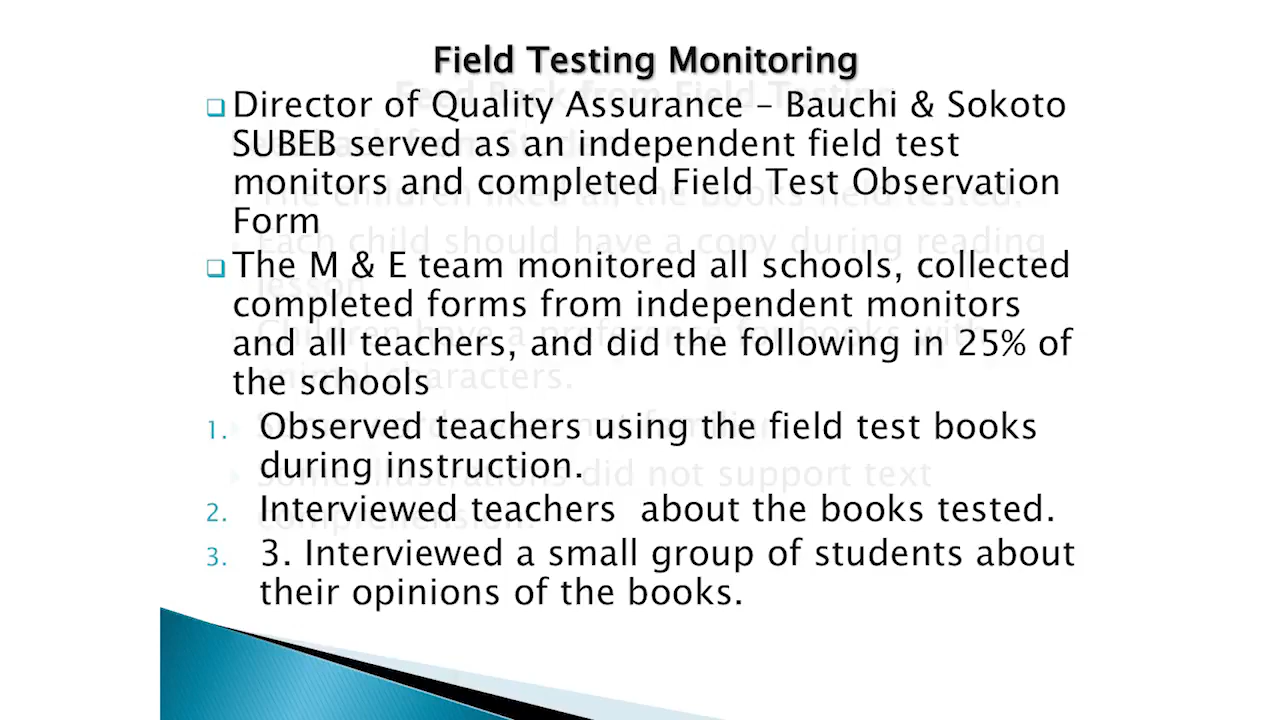 Field Testing Monitoring
Director of Quality Assurance – Bauchi & Sokoto
SUBEB served as an independent field test
monitors and completed Field Test Observation
Form
The M & E team monitored all schools, collected
completed forms from independent monitors
and all teachers, and did the following in 25% of
the schools
1. Observed teachers using the field test books
during instruction.
2. Interviewed teachers  about the books tested.
3. 3. Interviewed a small group of students about
their opinions of the books.